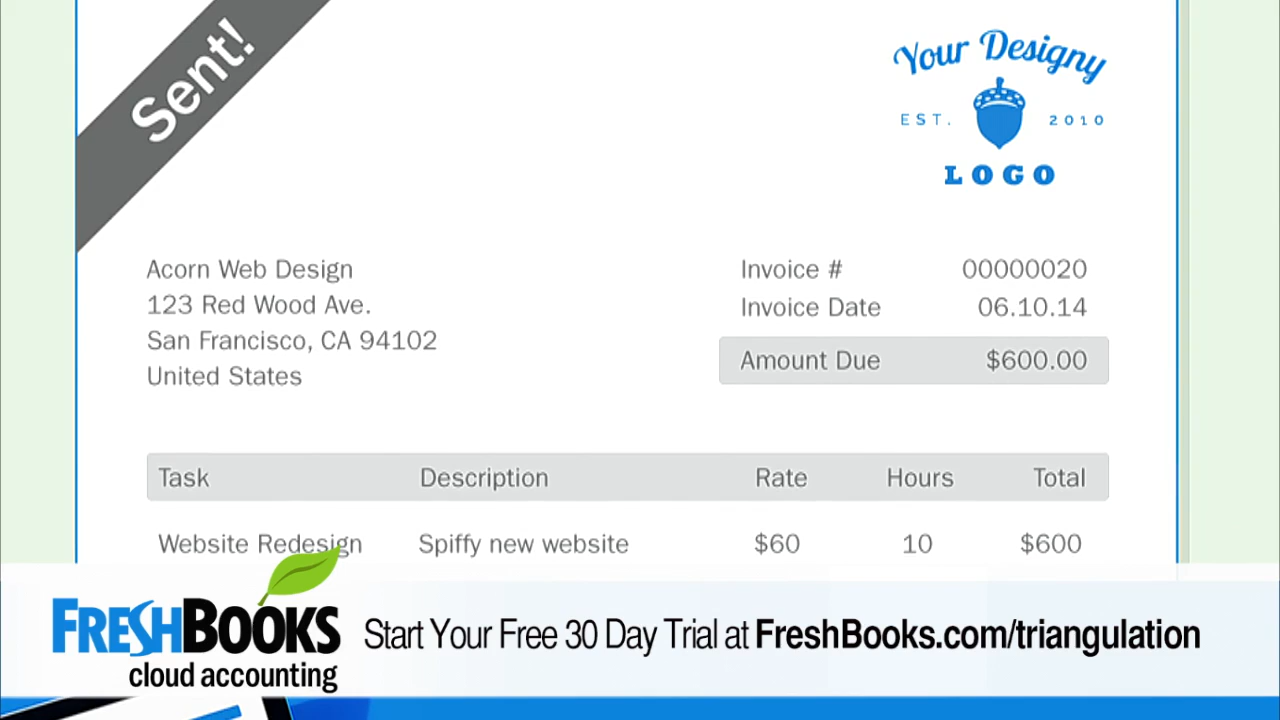 Sent!
Your Designy
EST. 2010
LOGO
Acorn Web Design
123 Red Wood Ave.
San Francisco, CA 94102
United States
Invoice # 00000020
Invoice Date 06.10.14
Amount Due $600.00
Task Description Rate Hours Total
Website Redesign Spiffy new website $60 10 $600
FRESHBOOKS
cloud accounting
Start Your Free 30 Day Trial at FreshBooks.com/triangulation